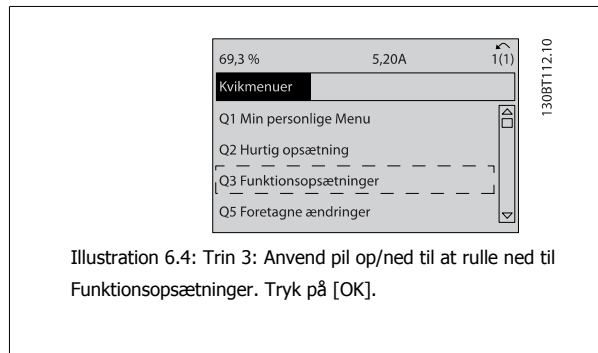 69,3 % 5,20A 1(1)
Kvikmenuer
Q1 Min personlige Menu
Q2 Hurtig opsætning
Q3 Funktionsopsætninger
Q5 Foretagne ændringer
130BT112.10
Illustration 6.4: Trin 3: Anvend pil op/ned til at rulle ned til
Funktionsopsætninger. Tryk på [OK].